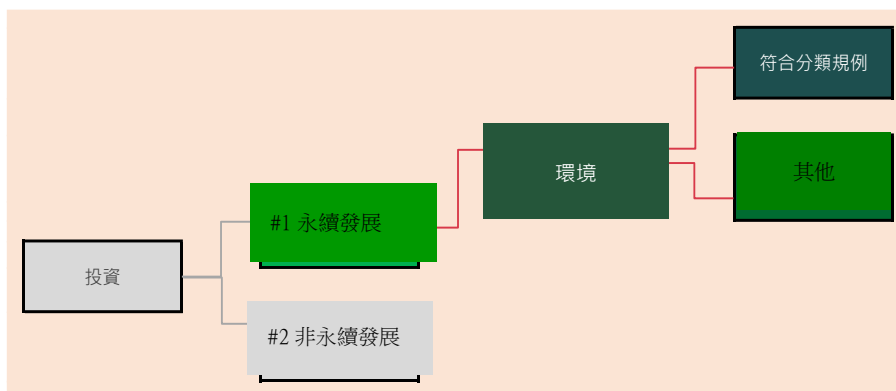 符合分類規例
環境
其他
#1 永續發展
投資
#2 非永續發展